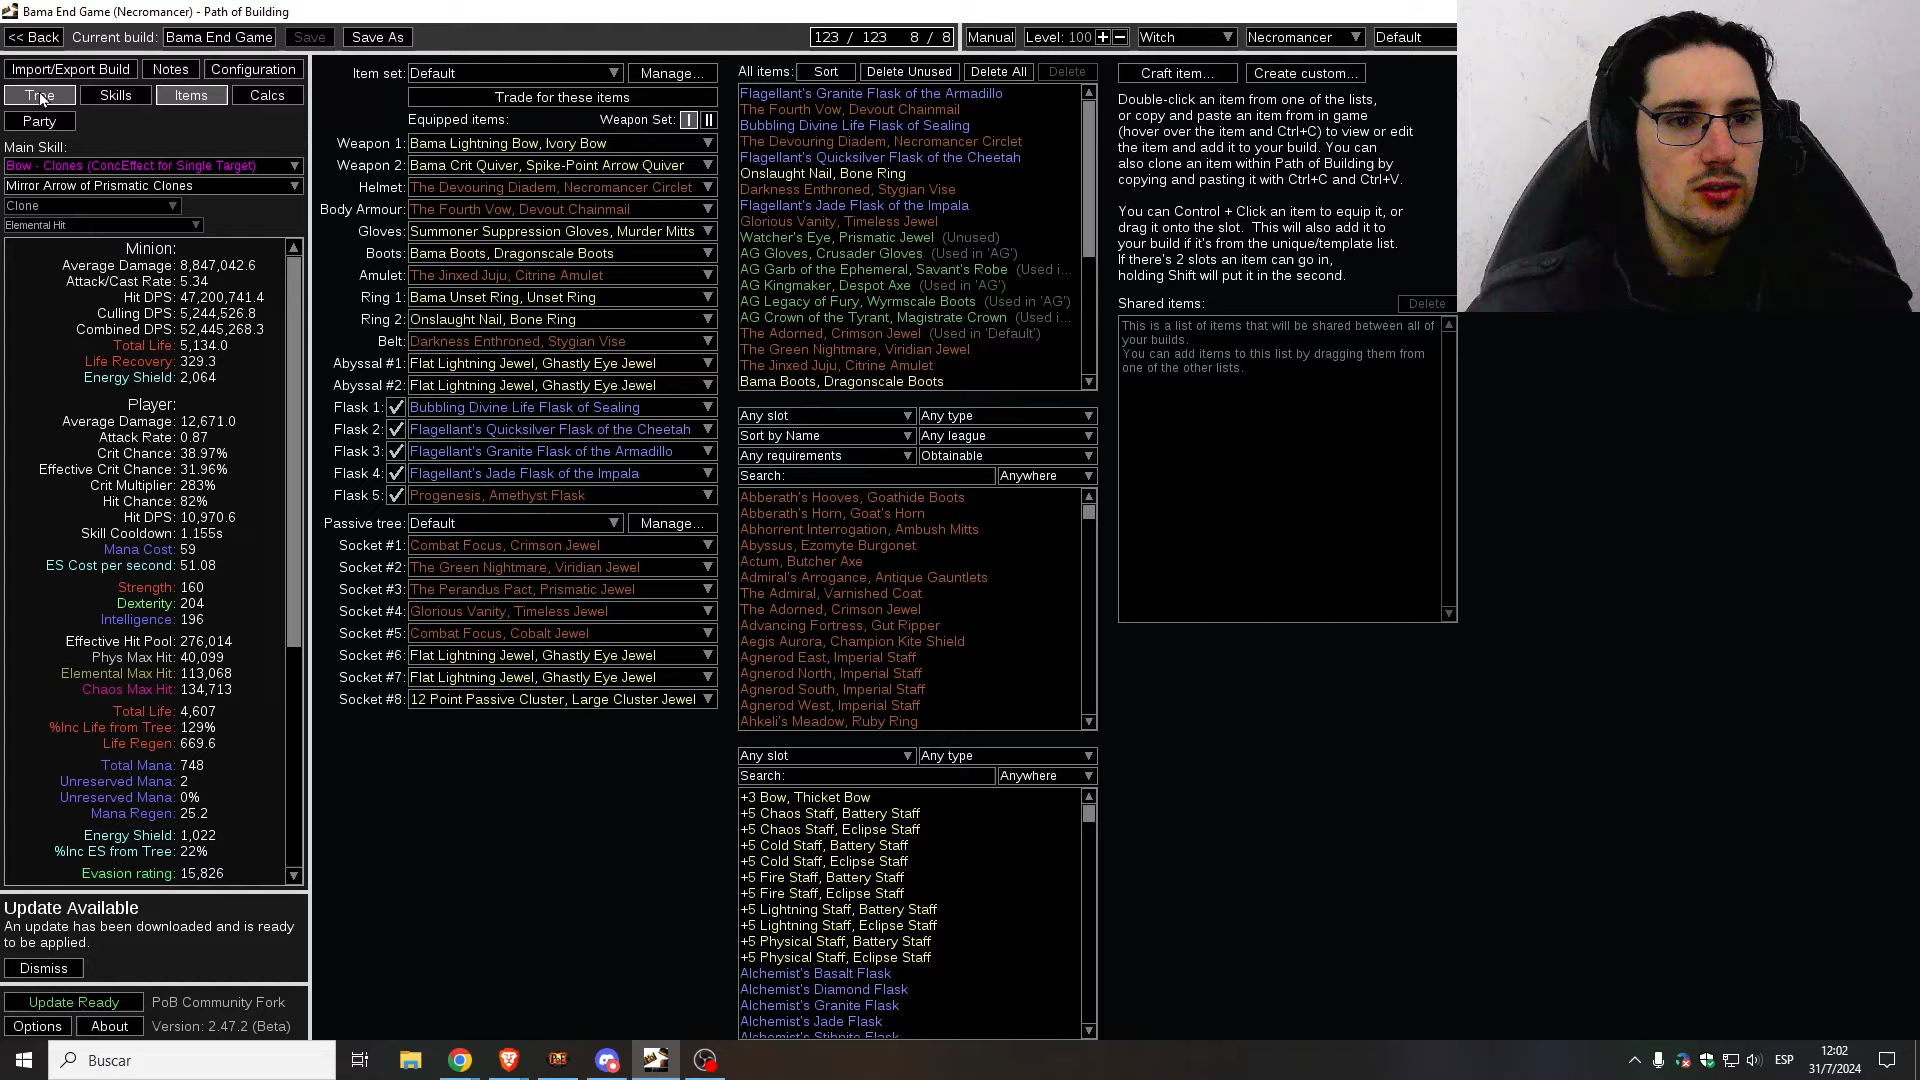 Bama End Game (Necromancer) - Path of Building
<< Back
Current build:
Bama End Game
Save
Save As
123 / 123 8 / 8
Manual
Level: 100
Witch
Necromancer
Default
Import/Export Build
Notes
Configuration
Tree
Skills
Items
Calcs
Party
Main Skill:
Bow - Clones (ConcEffect for Single Target)
Mirror Arrow of Prismatic Clones
Clone
Elemental Hit
Minion:
Average Damage: 8,847,042.6
Attack/Cast Rate: 5.34
Hit DPS: 47,200,741.4
Culling DPS: 5,244,526.8
Combined DPS: 52,445,268.3
Total Life: 5,134.0
Life Recovery: 329.3
Energy Shield: 2,064
Player:
Average Damage: 12,671.0
Attack Rate: 0.87
Crit Chance: 38.97%
Effective Crit Chance: 31.96%
Crit Multiplier: 283%
Hit Chance: 82%
Hit DPS: 10,970.6
Skill Cooldown: 1.155s
Mana Cost: 59
ES Cost per second: 51.08
Strength: 160
Dexterity: 204
Intelligence: 196
Effective Hit Pool: 276,014
Phys Max Hit: 40,099
Elemental Max Hit: 113,068
Chaos Max Hit: 134,713
Total Life: 4,607
%Inc Life from Tree: 129%
Life Regen: 669.6
Total Mana: 748
Unreserved Mana: 2
Unreserved Mana: 0%
Mana Regen: 25.2
Energy Shield: 1,022
%Inc ES from Tree: 22%
Evasion rating: 15,826
Update Available
An update has been downloaded and is ready
to be applied.
Dismiss
Update Ready
PoB Community Fork
Options
About
Version: 2.47.2 (Beta)
Item set: Default
Manage...
Trade for these items
Equipped items:
Weapon Set: I II
Weapon 1: Bama Lightning Bow, Ivory Bow
Weapon 2: Bama Crit Quiver, Spike-Point Arrow Quiver
Helmet: The Devouring Diadem, Necromancer Circlet
Body Armour: The Fourth Vow, Devout Chainmail
Gloves: Summoner Suppression Gloves, Murder Mitts
Boots: Bama Boots, Dragonscale Boots
Amulet: The Jinxed Juju, Citrine Amulet
Ring 1: Bama Unset Ring, Unset Ring
Ring 2: Onslaught Nail, Bone Ring
Belt: Darkness Enthroned, Stygian Vise
Abyssal #1: Flat Lightning Jewel, Ghastly Eye Jewel
Abyssal #2: Flat Lightning Jewel, Ghastly Eye Jewel
Flask 1: Bubbling Divine Life Flask of Sealing
Flask 2: Flagellant's Quicksilver Flask of the Cheetah
Flask 3: Flagellant's Granite Flask of the Armadillo
Flask 4: Flagellant's Jade Flask of the Impala
Flask 5: Progenesis, Amethyst Flask
Passive tree: Default
Manage...
Socket #1: Combat Focus, Crimson Jewel
Socket #2: The Green Nightmare, Viridian Jewel
Socket #3: The Perandus Pact, Prismatic Jewel
Socket #4: Glorious Vanity, Timeless Jewel
Socket #5: Combat Focus, Cobalt Jewel
Socket #6: Flat Lightning Jewel, Ghastly Eye Jewel
Socket #7: Flat Lightning Jewel, Ghastly Eye Jewel
Socket #8: 12 Point Passive Cluster, Large Cluster Jewel
All items:
Sort
Delete Unused
Delete All
Delete
Flagellant's Granite Flask of the Armadillo
The Fourth Vow, Devout Chainmail
Bubbling Divine Life Flask of Sealing
The Devouring Diadem, Necromancer Circlet
Flagellant's Quicksilver Flask of the Cheetah
Onslaught Nail, Bone Ring
Darkness Enthroned, Stygian Vise
Flagellant's Jade Flask of the Impala
Glorious Vanity, Timeless Jewel
Watcher's Eye, Prismatic Jewel (Unused)
AG Gloves, Crusader Gloves (Used in 'AG')
AG Garb of the Ephemeral, Savant's Robe (Used i...
AG Kingmaker, Despot Axe (Used in 'AG')
AG Legacy of Fury, Wyrmscale Boots (Used in 'AG')
AG Crown of the Tyrant, Magistrate Crown (Used i...
The Adorned, Crimson Jewel (Used in 'Default')
The Green Nightmare, Viridian Jewel
The Jinxed Juju, Citrine Amulet
Bama Boots, Dragonscale Boots
Any slot
Any type
Sort by Name
Any league
Any requirements
Obtainable
Search:
Anywhere
Abberath's Hooves, Goathide Boots
Abberath's Horn, Goat's Horn
Abhorrent Interrogation, Ambush Mitts
Abyssus, Ezomyte Burgonet
Actum, Butcher Axe
Admiral's Arrogance, Antique Gauntlets
The Admiral, Varnished Coat
The Adorned, Crimson Jewel
Advancing Fortress, Gut Ripper
Aegis Aurora, Champion Kite Shield
Agnerod East, Imperial Staff
Agnerod North, Imperial Staff
Agnerod South, Imperial Staff
Agnerod West, Imperial Staff
Ahkeli's Meadow, Ruby Ring
Any slot
Any type
Search:
Anywhere
+3 Bow, Thicket Bow
+5 Chaos Staff, Battery Staff
+5 Chaos Staff, Eclipse Staff
+5 Cold Staff, Battery Staff
+5 Cold Staff, Eclipse Staff
+5 Fire Staff, Battery Staff
+5 Fire Staff, Eclipse Staff
+5 Lightning Staff, Battery Staff
+5 Lightning Staff, Eclipse Staff
+5 Physical Staff, Battery Staff
+5 Physical Staff, Eclipse Staff
Alchemist's Basalt Flask
Alchemist's Diamond Flask
Alchemist's Granite Flask
Alchemist's Jade Flask
Alchemist's Stibnite Flask
Craft item...
Create custom...
Double-click an item from one of the lists,
or copy and paste an item from in game
(hover over the item and Ctrl+C) to view or edit
the item and add it to your build. You can
also clone an item within Path of Building by
copying and pasting it with Ctrl+C and Ctrl+V.
You can Control + Click an item to equip it, or
drag it onto the slot. This will also add it to
your build if it's from the unique/template list.
If there's 2 slots an item can go in,
holding Shift will put it in the second.
Shared items:
Delete
This is a list of items that will be shared between all of
your builds.
You can add items to this list by dragging them from
one of the other lists.
Buscar
ESP
12:02
31/7/2024